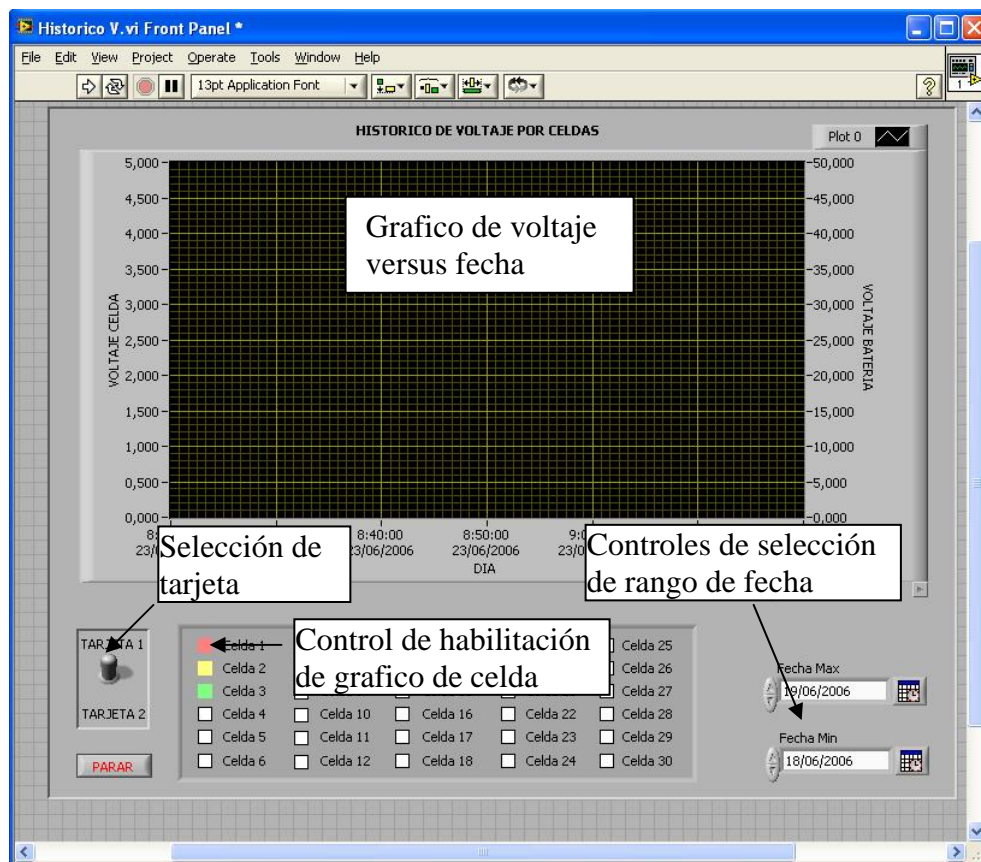 Historico V.vi Front Panel *
File Edit View Project Operate Tools Window Help
13pt Application Font
?
1
HISTORICO DE VOLTAJE POR CELDAS
Plot 0
5,000
4,500
4,000
3,500
3,000
2,500
2,000
1,500
1,000
0,500
0,000
VOLTAJE CELDA
50,000
45,000
40,000
35,000
30,000
25,000
20,000
15,000
10,000
5,000
0,000
VOLTAJE BATERIA
Grafico de voltaje
versus fecha
8:40:00
23/06/2006
8:50:00
23/06/2006
DIA
Selección de
tarjeta
Controles de selección
de rango de fecha
TARJETA 1
TARJETA 2
PARAR
Control de habilitación
de grafico de celda
Celda 1
Celda 25
Celda 2
Celda 26
Celda 3
Celda 27
Celda 4 Celda 10 Celda 16 Celda 22 Celda 28
Celda 5 Celda 11 Celda 17 Celda 23 Celda 29
Celda 6 Celda 12 Celda 18 Celda 24 Celda 30
Fecha Max
19/06/2006
Fecha Min
18/06/2006